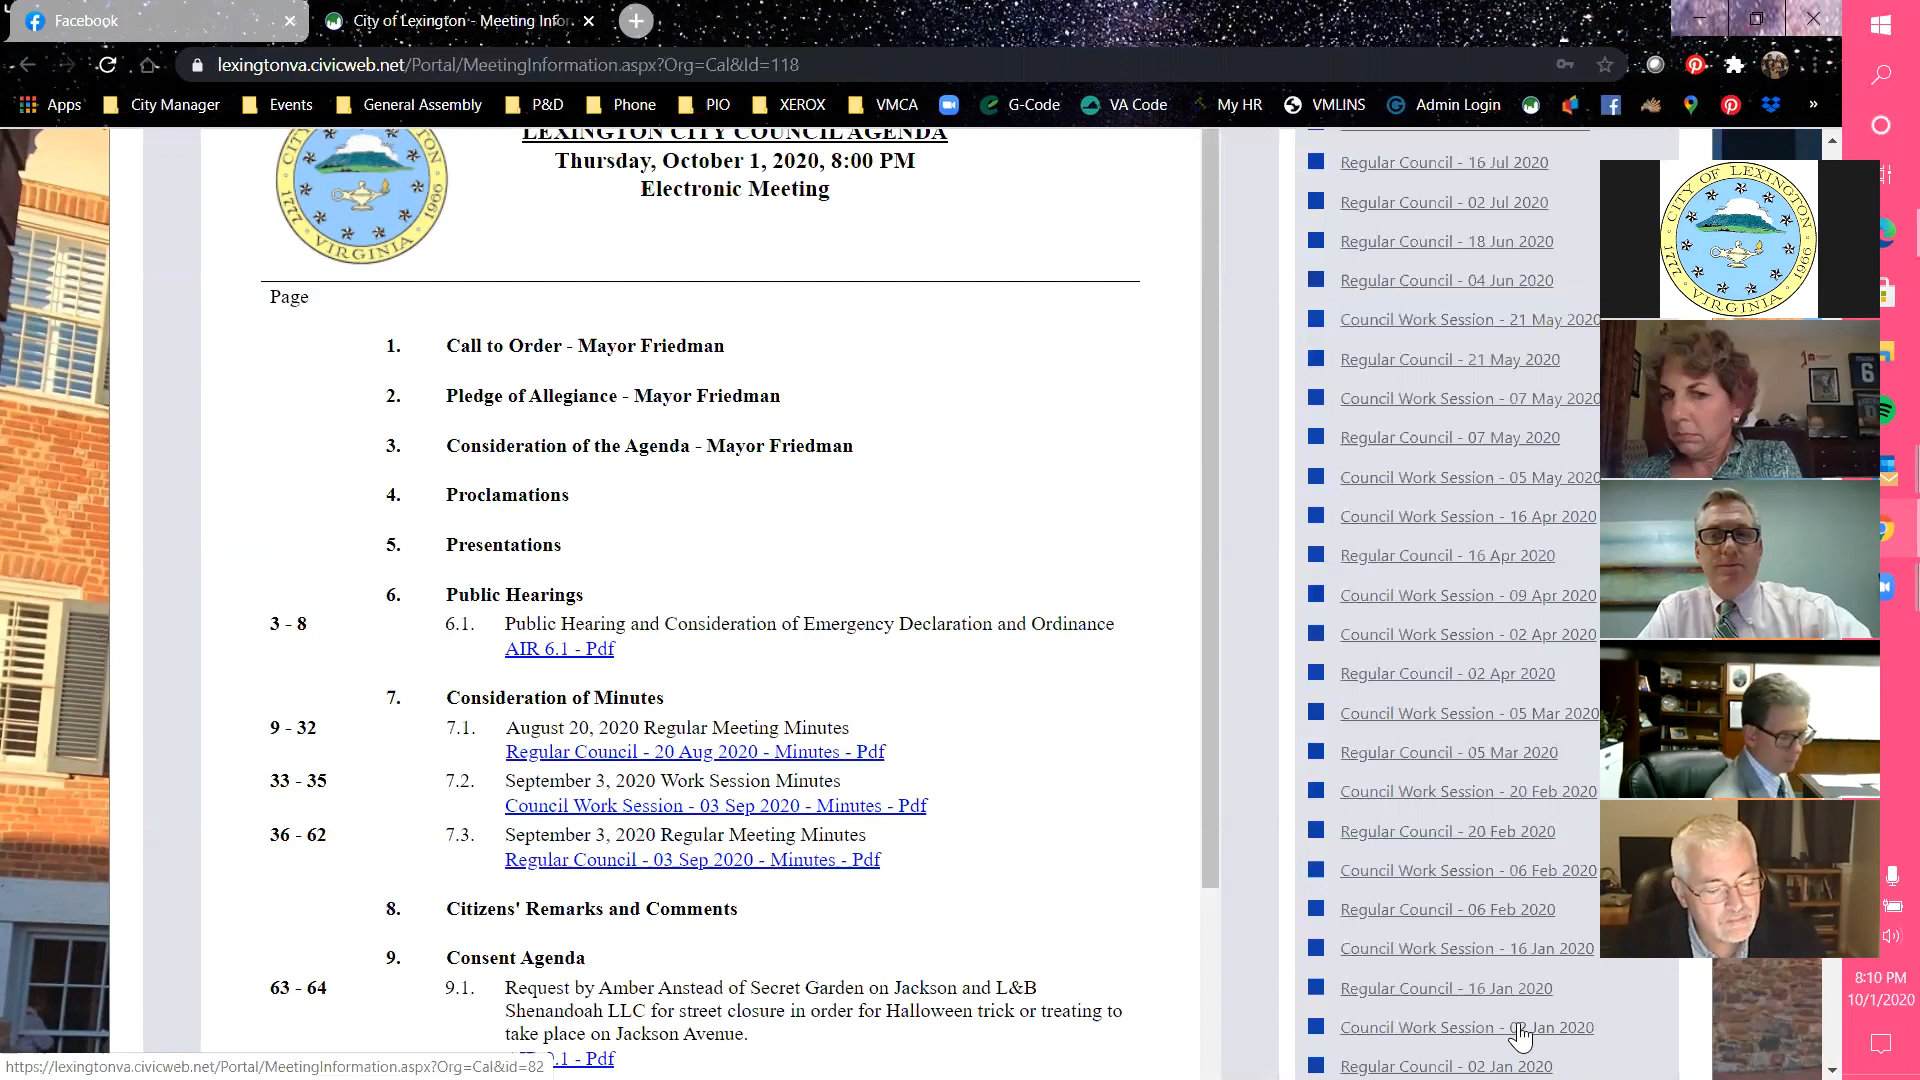 Facebook
City of Lexington - Meeting Infor
lexingtonva.civicweb.net/Portal/MeetingInformation.aspx?Org=Cal&Id=118
Apps City Manager Events General Assembly P&D Phone PIO XEROX VMCA G-Code VA Code My HR VMLINS Admin Login »
LEXINGTON CITY COUNCIL AGENDA
Thursday, October 1, 2020, 8:00 PM
Electronic Meeting
1777 VIRGINIA 1966
Page
1. Call to Order - Mayor Friedman
2. Pledge of Allegiance - Mayor Friedman
3. Consideration of the Agenda - Mayor Friedman
4. Proclamations
5. Presentations
6. Public Hearings
3 - 8 6.1. Public Hearing and Consideration of Emergency Declaration and Ordinance
AIR 6.1 - Pdf
7. Consideration of Minutes
9 - 32 7.1. August 20, 2020 Regular Meeting Minutes
Regular Council - 20 Aug 2020 - Minutes - Pdf
33 - 35 7.2. September 3, 2020 Work Session Minutes
Council Work Session - 03 Sep 2020 - Minutes - Pdf
36 - 62 7.3. September 3, 2020 Regular Meeting Minutes
Regular Council - 03 Sep 2020 - Minutes - Pdf
8. Citizens' Remarks and Comments
9. Consent Agenda
63 - 64 9.1. Request by Amber Anstead of Secret Garden on Jackson and L&B
Shenandoah LLC for street closure in order for Halloween trick or treating to
take place on Jackson Avenue.
.1 - Pdf
https://lexingtonva.civicweb.net/Portal/MeetingInformation.aspx?Org=Cal&id=82
Regular Council - 16 Jul 2020
Regular Council - 02 Jul 2020
Regular Council - 18 Jun 2020
Regular Council - 04 Jun 2020
Council Work Session - 21 May 2020
Regular Council - 21 May 2020
Council Work Session - 07 May 2020
Regular Council - 07 May 2020
Council Work Session - 05 May 2020
Council Work Session - 16 Apr 2020
Regular Council - 16 Apr 2020
Council Work Session - 09 Apr 2020
Council Work Session - 02 Apr 2020
Regular Council - 02 Apr 2020
Council Work Session - 05 Mar 2020
Regular Council - 05 Mar 2020
Council Work Session - 20 Feb 2020
Regular Council - 20 Feb 2020
Council Work Session - 06 Feb 2020
Regular Council - 06 Feb 2020
Council Work Session - 16 Jan 2020
Regular Council - 16 Jan 2020
Council Work Session - Jan 2020
Regular Council - 02 Jan 2020
CITY OF LEXINGTON
1777 VIRGINIA 1966
6
8:10 PM
10/1/2020